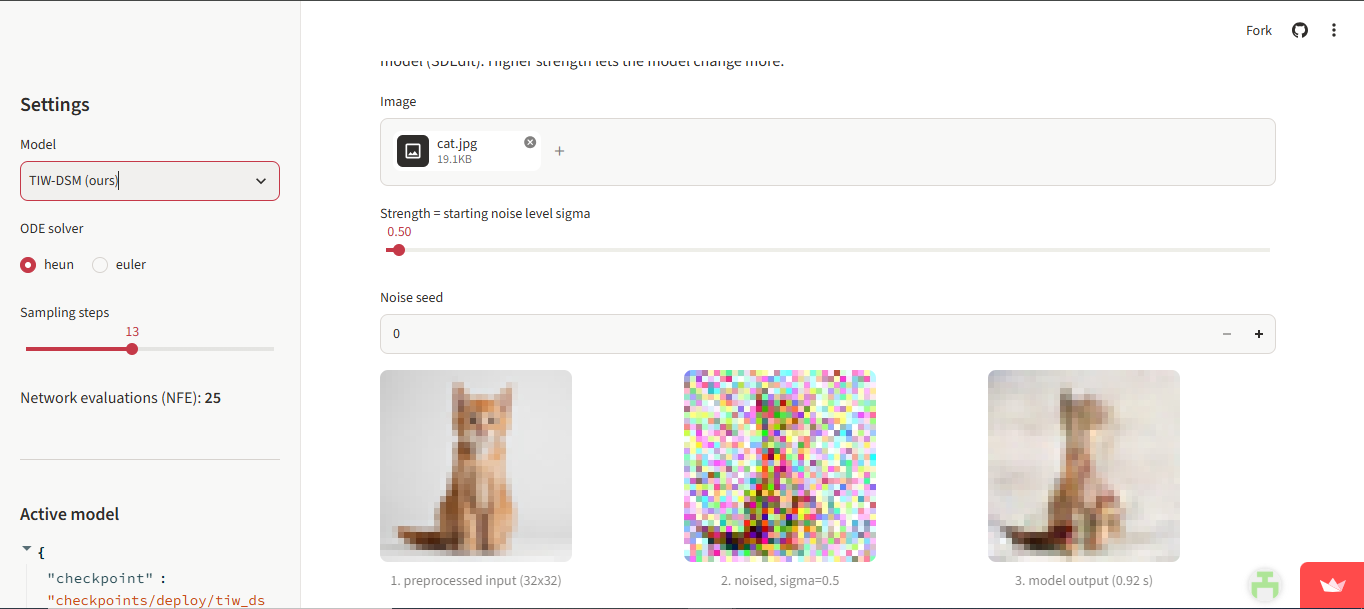 Fork
Settings
Model
TIW-DSM (ours)
ODE solver
heun
euler
Sampling steps
13
Network evaluations (NFE): 25
Active model
{
"checkpoint" :
"checkpoints/deploy/tiw_ds
model (SDEdit). Higher strength lets the model change more.
Image
cat.jpg
19.1KB
Strength = starting noise level sigma
0.50
Noise seed
0
1. preprocessed input (32x32)
2. noised, sigma=0.5
3. model output (0.92 s)